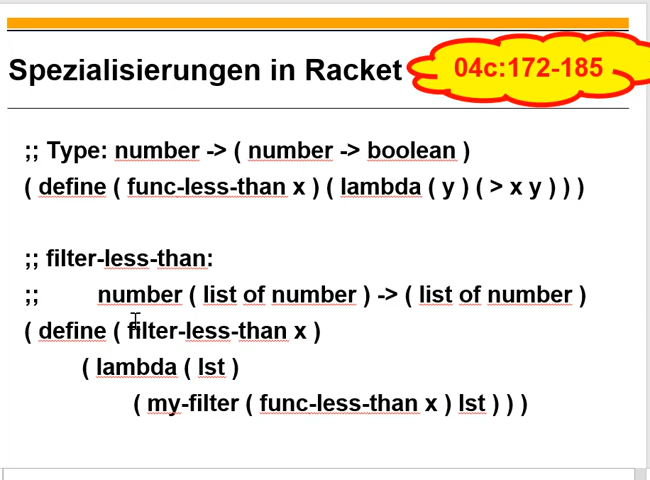 Spezialisierungen in Racket
04c:172-185
;; Type: number -> ( number -> boolean )
( define ( func-less-than x ) ( lambda ( y ) ( > x y ) ) )
;; filter-less-than:
;; number ( list of number ) -> ( list of number )
( define ( filter-less-than x )
( lambda ( lst )
( my-filter ( func-less-than x ) lst ) ) )